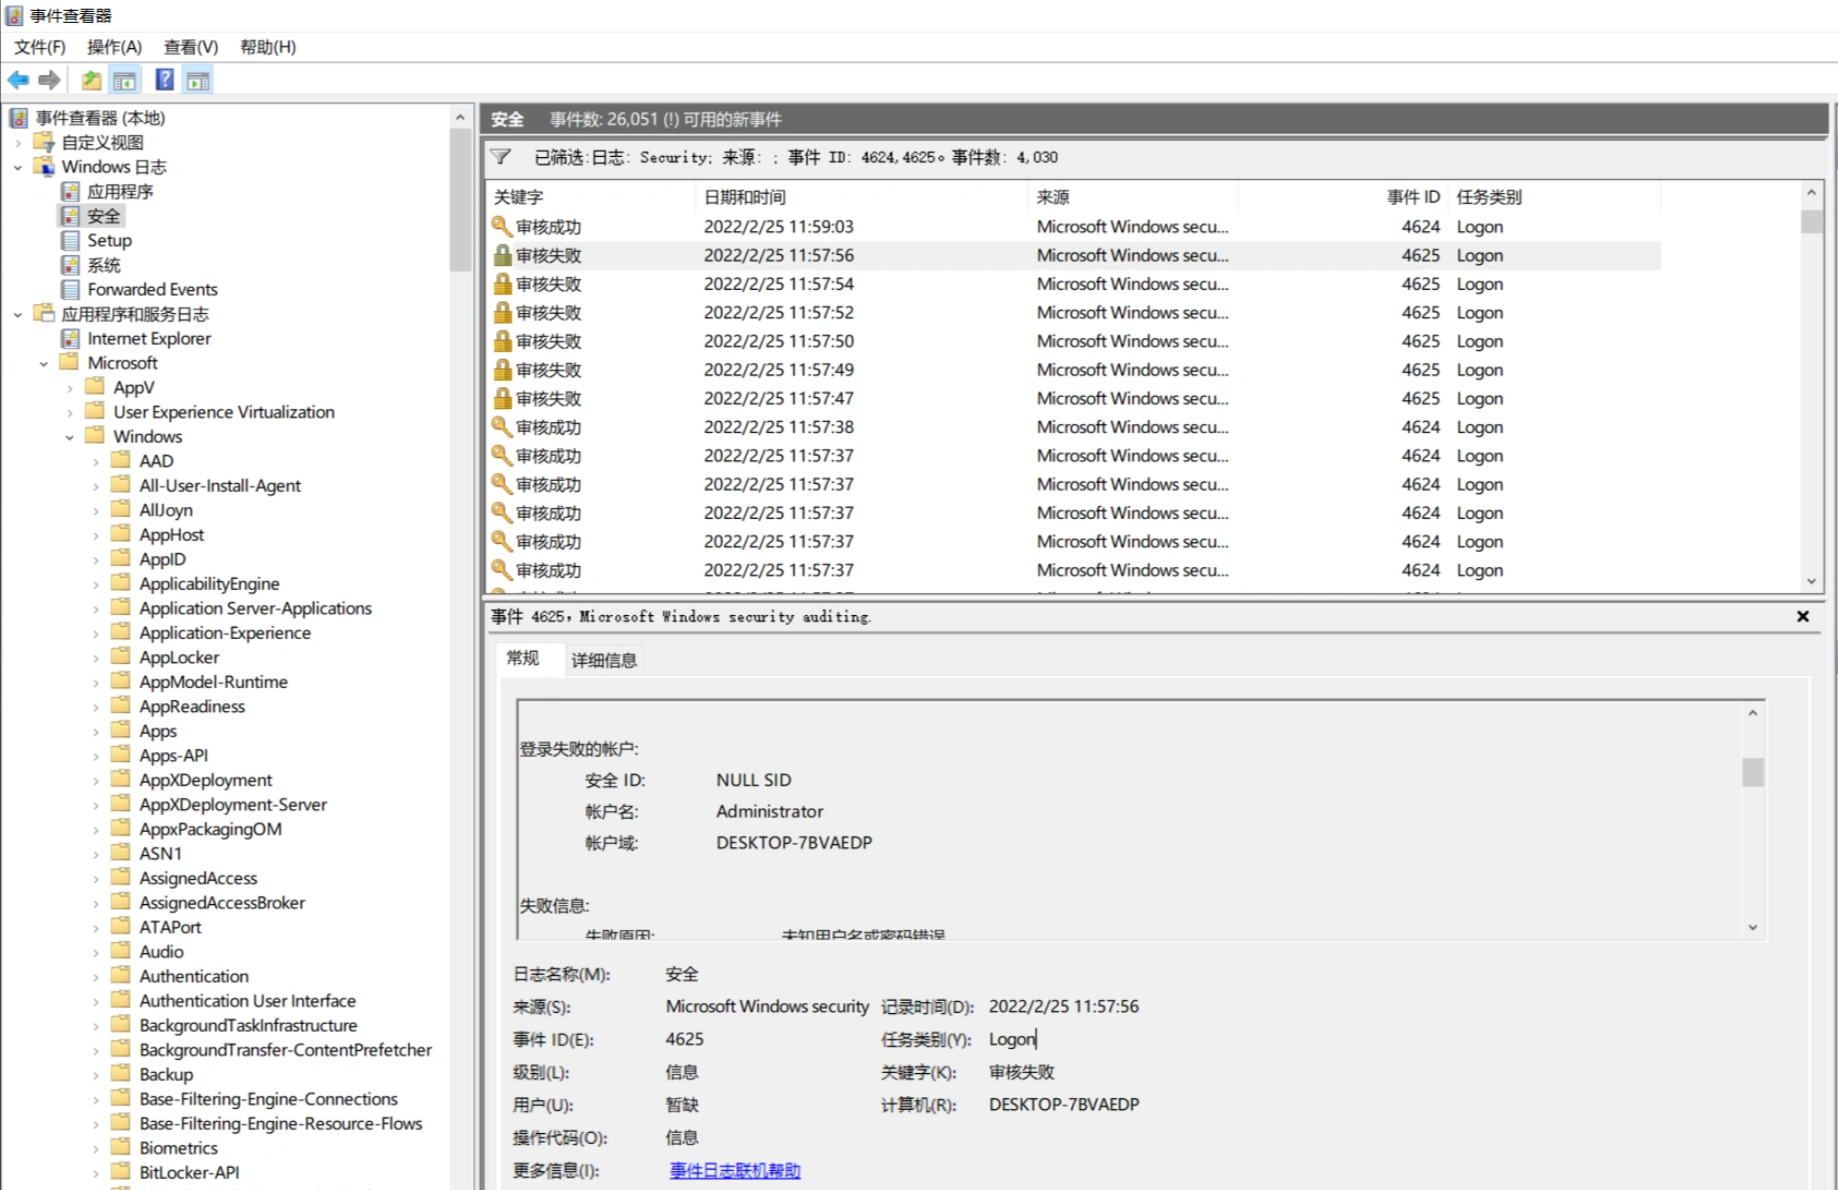 事件查看器
文件(F) 操作(A) 查看(V) 帮助(H)
事件查看器 (本地)
自定义视图
Windows 日志
应用程序
安全
Setup
系统
Forwarded Events
应用程序和服务日志
Internet Explorer
Microsoft
AppV
User Experience Virtualization
Windows
AAD
All-User-Install-Agent
AllJoyn
AppHost
AppID
ApplicabilityEngine
Application Server-Applications
Application-Experience
AppLocker
AppModel-Runtime
AppReadiness
Apps
Apps-API
AppXDeployment
AppXDeployment-Server
AppxPackagingOM
ASN1
AssignedAccess
AssignedAccessBroker
ATAPort
Audio
Authentication
Authentication User Interface
BackgroundTaskInfrastructure
BackgroundTransfer-ContentPrefetcher
Backup
Base-Filtering-Engine-Connections
Base-Filtering-Engine-Resource-Flows
Biometrics
BitLocker-API
安全 事件数: 26,051 (!) 可用的新事件
已筛选:日志: Security; 来源: ; 事件 ID: 4624,4625。事件数: 4,030
关键字 日期和时间 来源 事件 ID 任务类别
审核成功 2022/2/25 11:59:03 Microsoft Windows secu... 4624 Logon
审核失败 2022/2/25 11:57:56 Microsoft Windows secu... 4625 Logon
审核失败 2022/2/25 11:57:54 Microsoft Windows secu... 4625 Logon
审核失败 2022/2/25 11:57:52 Microsoft Windows secu... 4625 Logon
审核失败 2022/2/25 11:57:50 Microsoft Windows secu... 4625 Logon
审核失败 2022/2/25 11:57:49 Microsoft Windows secu... 4625 Logon
审核失败 2022/2/25 11:57:47 Microsoft Windows secu... 4625 Logon
审核成功 2022/2/25 11:57:38 Microsoft Windows secu... 4624 Logon
审核成功 2022/2/25 11:57:37 Microsoft Windows secu... 4624 Logon
审核成功 2022/2/25 11:57:37 Microsoft Windows secu... 4624 Logon
审核成功 2022/2/25 11:57:37 Microsoft Windows secu... 4624 Logon
审核成功 2022/2/25 11:57:37 Microsoft Windows secu... 4624 Logon
审核成功 2022/2/25 11:57:37 Microsoft Windows secu... 4624 Logon
事件 4625，Microsoft Windows security auditing.
常规 详细信息
登录失败的帐户:
安全 ID: NULL SID
帐户名: Administrator
帐户域: DESKTOP-7BVAEDP
失败信息:
失败原因: 未知用户名或密码错误
日志名称(M): 安全
来源(S): Microsoft Windows security 记录时间(D): 2022/2/25 11:57:56
事件 ID(E): 4625 任务类别(Y): Logon
级别(L): 信息 关键字(K): 审核失败
用户(U): 暂缺 计算机(R): DESKTOP-7BVAEDP
操作代码(O): 信息
更多信息(I): 事件日志联机帮助